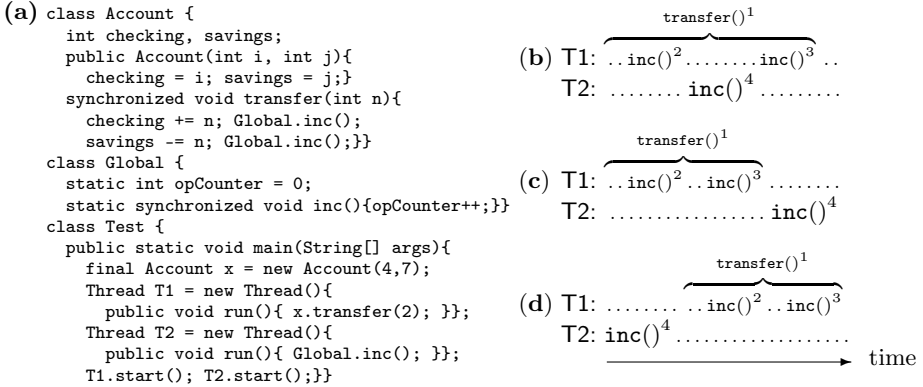 (a) class Account {
int checking, savings;
public Account(int i, int j){
checking = i; savings = j;}
synchronized void transfer(int n){
checking += n; Global.inc();
savings -= n; Global.inc();}}
class Global {
static int opCounter = 0;
static synchronized void inc(){opCounter++;}}
class Test {
public static void main(String[] args){
final Account x = new Account(4,7);
Thread T1 = new Thread(){
public void run(){ x.transfer(2); }};
Thread T2 = new Thread(){
public void run(){ Global.inc(); }};
T1.start(); T2.start();}}
transfer()¹
(b) T1: ..inc()²........inc()³ ..
T2: ........ inc()⁴ .........
transfer()¹
(c) T1: ..inc()²..inc()³ ........
T2: ................. inc()⁴
transfer()¹
(d) T1: ........ ..inc()²..inc()³
T2: inc()⁴ ...................
time